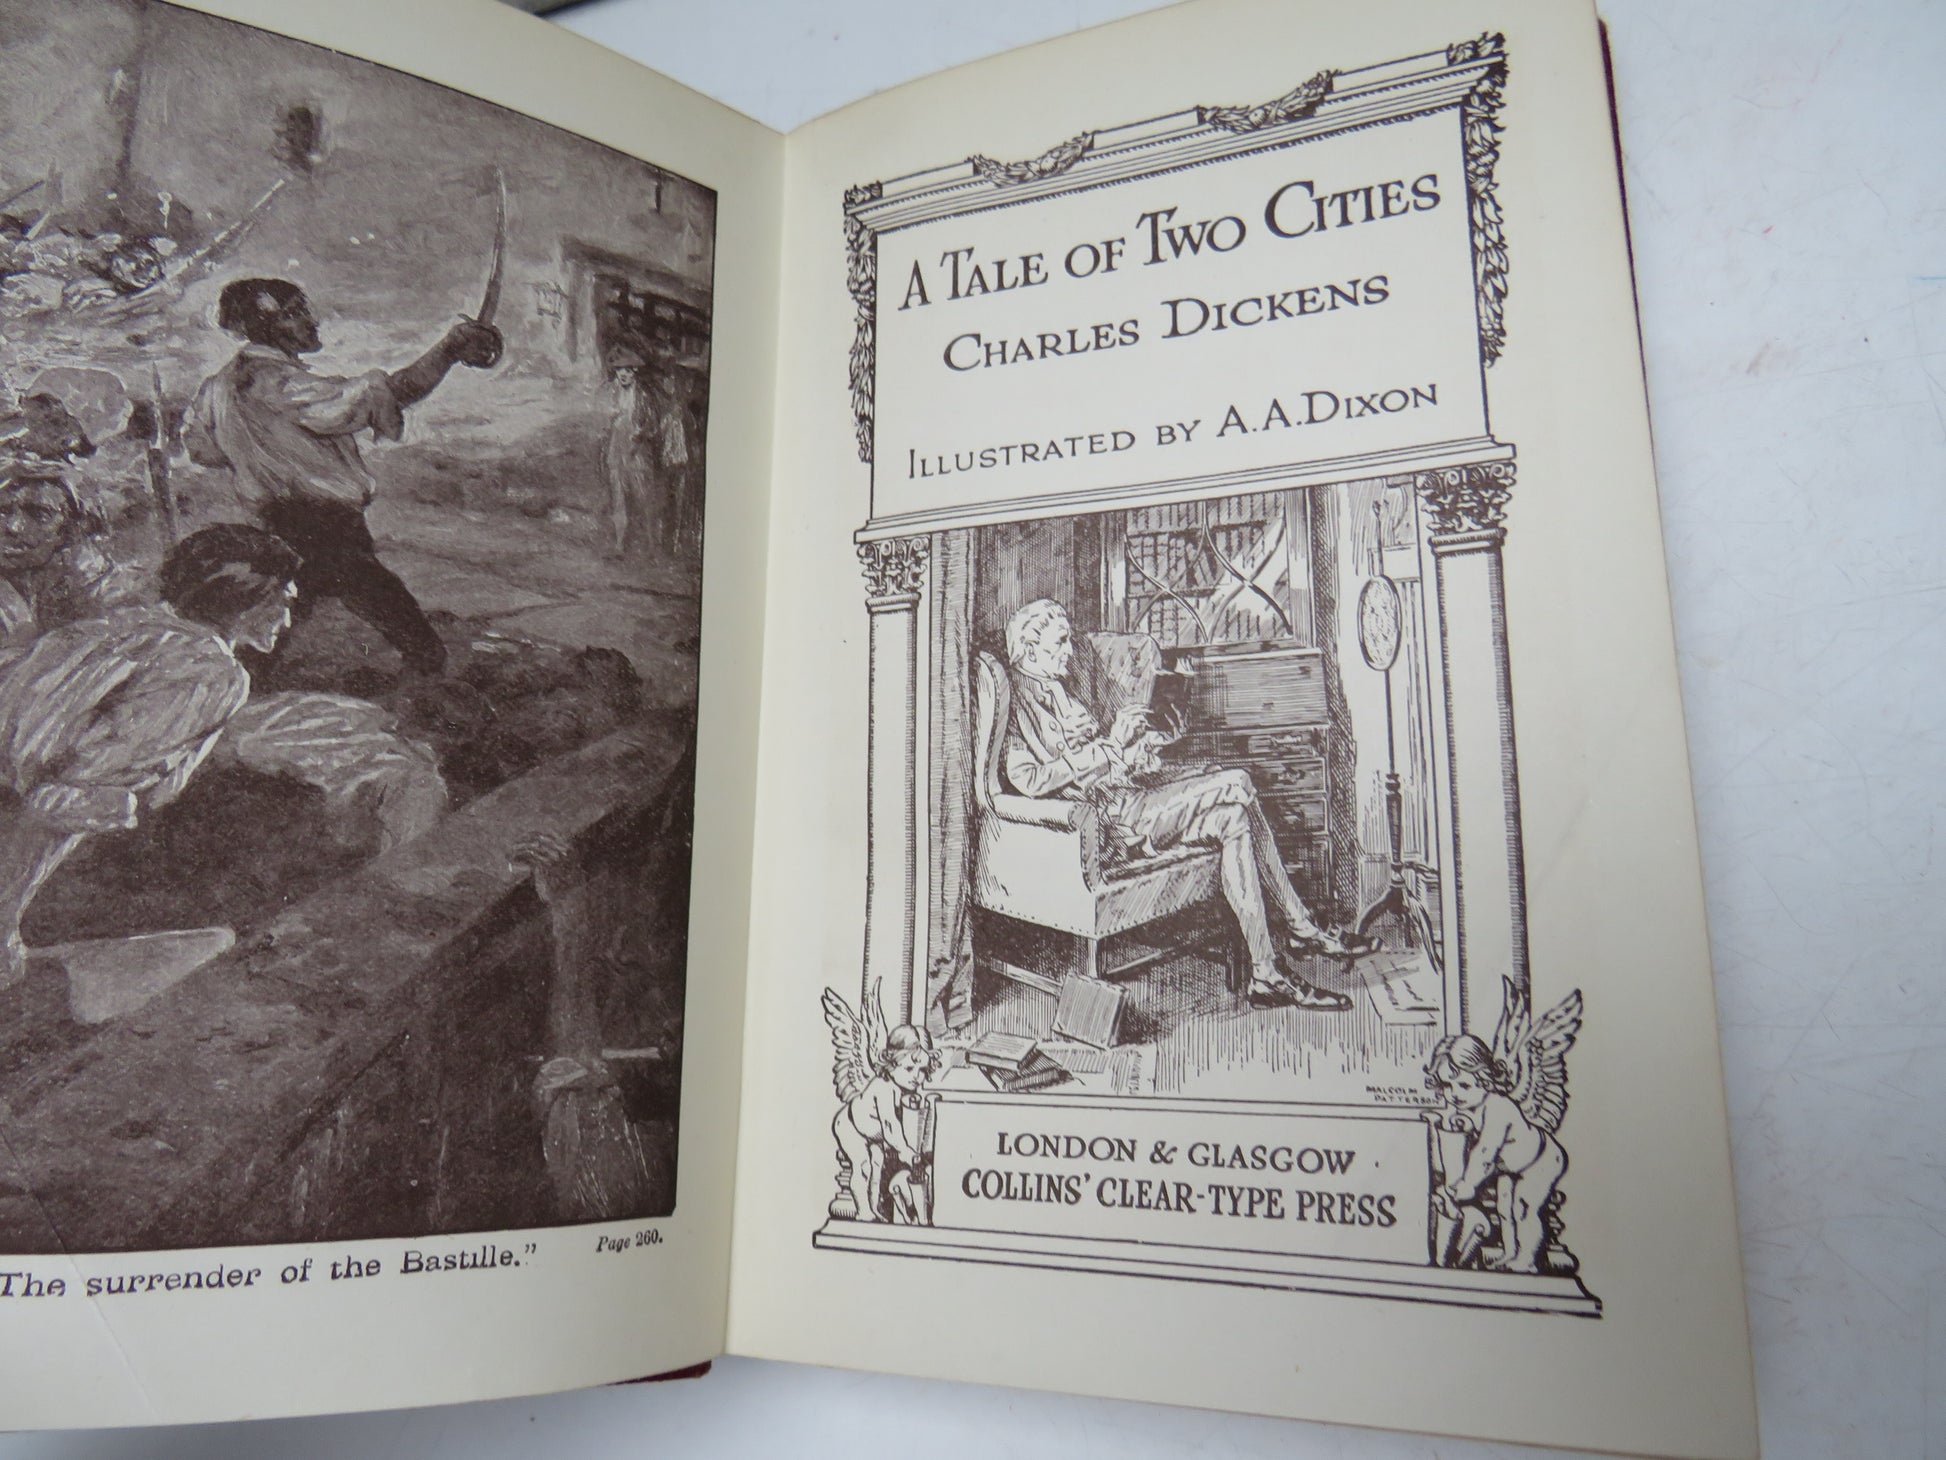 The surrender of the Bastille."
Page 260.
A TALE OF TWO CITIES
CHARLES DICKENS
ILLUSTRATED BY A.A.DIXON
MALCOLM
PATTERSON
LONDON & GLASGOW
COLLINS' CLEAR-TYPE PRESS